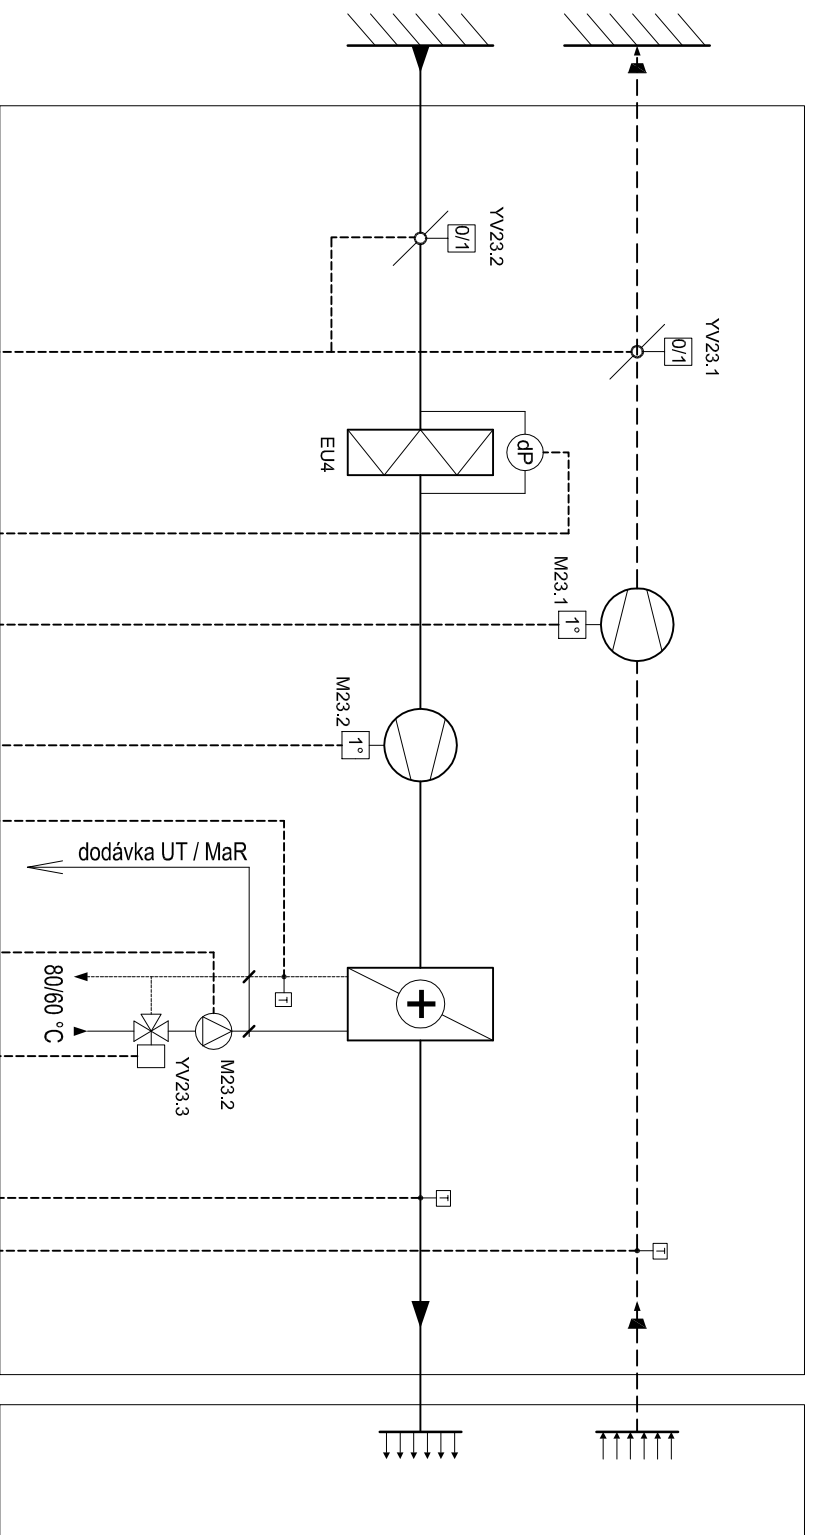 YV23.2
0/1
YV23.1
0/1
EU4
dP
M23.1
1°
M23.2
1°
dodávka UT / MaR
80/60 °C
T
+
YV23.3
M23.2
T
T